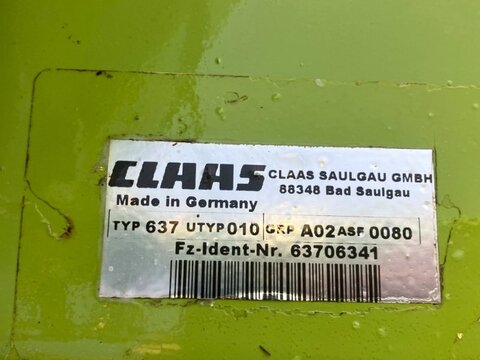 CLAAS CLAAS SAULGAU GMBH
88348 Bad Saulgau
Made in Germany
TYP 637 UTYP 010 GRP A02 ASF 0080
Fz-Ident-Nr. 63706341